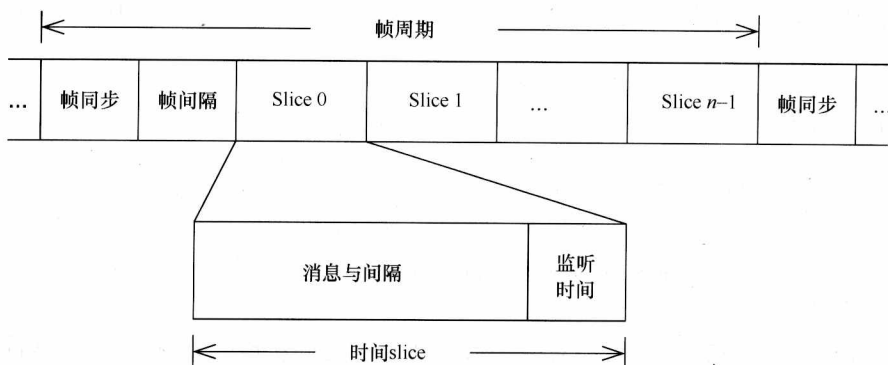 帧周期
... 帧同步 帧间隔 Slice 0 Slice 1 ... Slice n–1 帧同步 ...
消息与间隔 监听
时间
时间slice